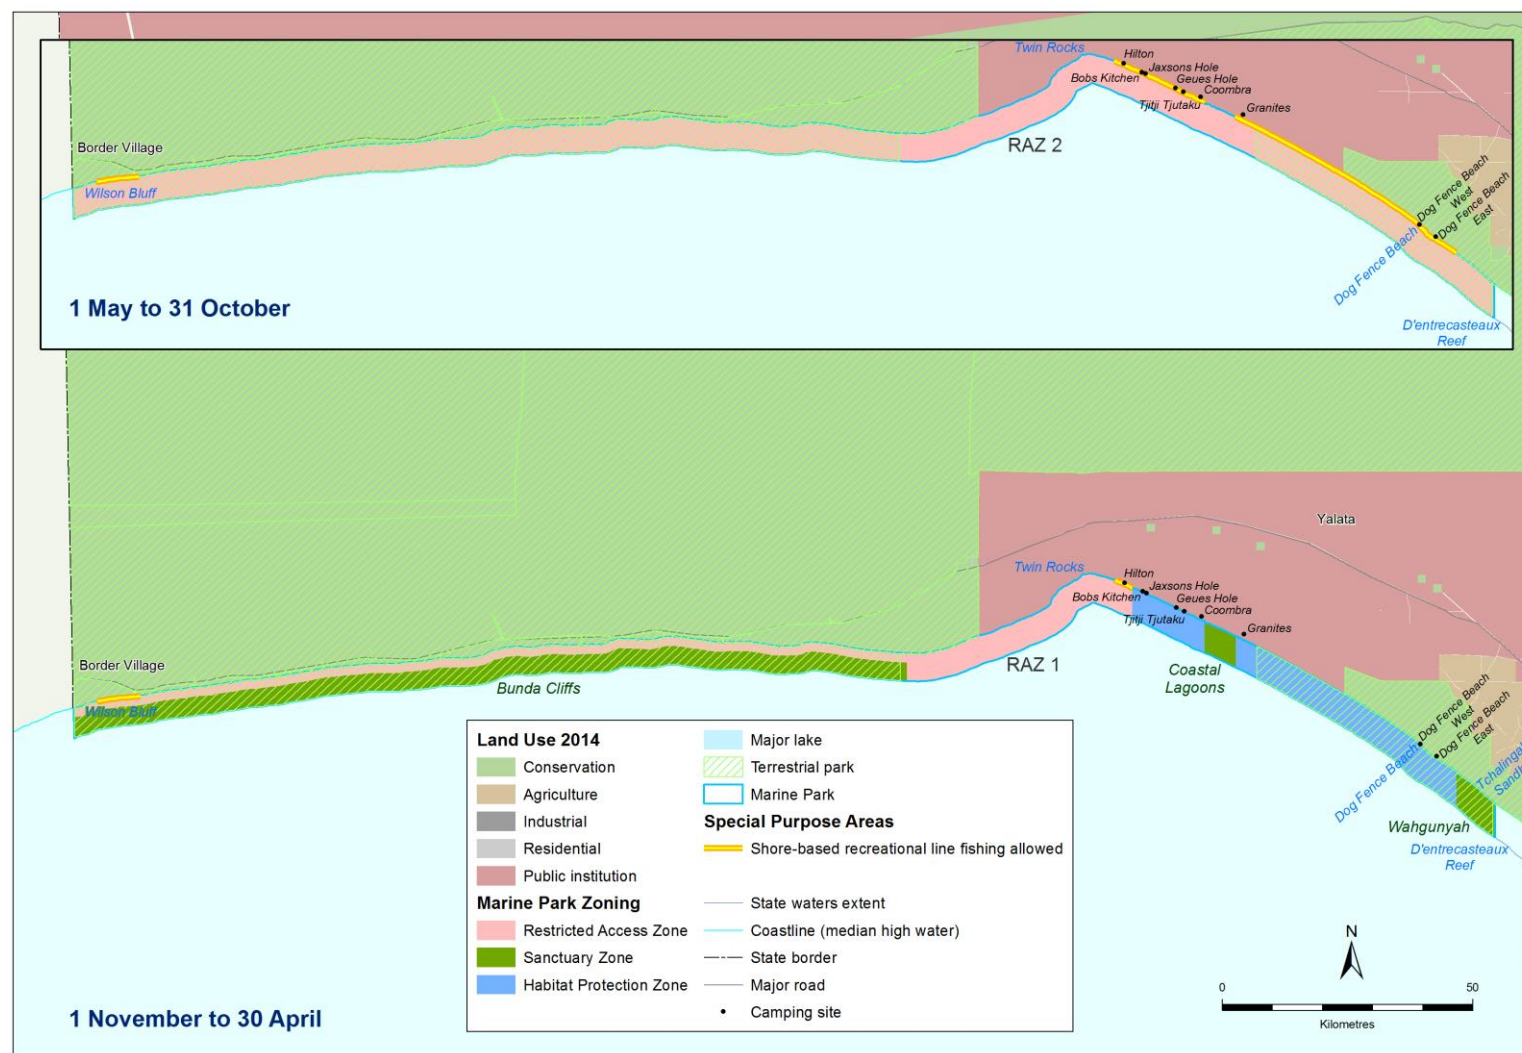 Twin Rocks
Hilton
Jaxsons Hole
Bobs Kitchen
Geues Hole
Coombra
Tjitji Tjutaku
Granites
RAZ 2
Border Village
Wilson Bluff
Dog Fence Beach
West
Dog Fence Beach
East
Dog Fence Beach
D'entrecasteaux
Reef
1 May to 31 October
Yalata
Twin Rocks
Hilton
Jaxsons Hole
Bobs Kitchen
Geues Hole
Coombra
Tjitji Tjutaku
Granites
RAZ 1
Border Village
Wilson Bluff
Bunda Cliffs
Coastal
Lagoons
Dog Fence Beach
West
Dog Fence Beach
East
Dog Fence Beach
Wahgunyah
D'entrecasteaux
Reef
Land Use 2014
Conservation
Agriculture
Industrial
Residential
Public institution
Marine Park Zoning
Restricted Access Zone
Sanctuary Zone
Habitat Protection Zone
Major lake
Terrestrial park
Marine Park
Special Purpose Areas
Shore-based recreational line fishing allowed
State waters extent
Coastline (median high water)
State border
Major road
Camping site
N
0 50
Kilometres
1 November to 30 April